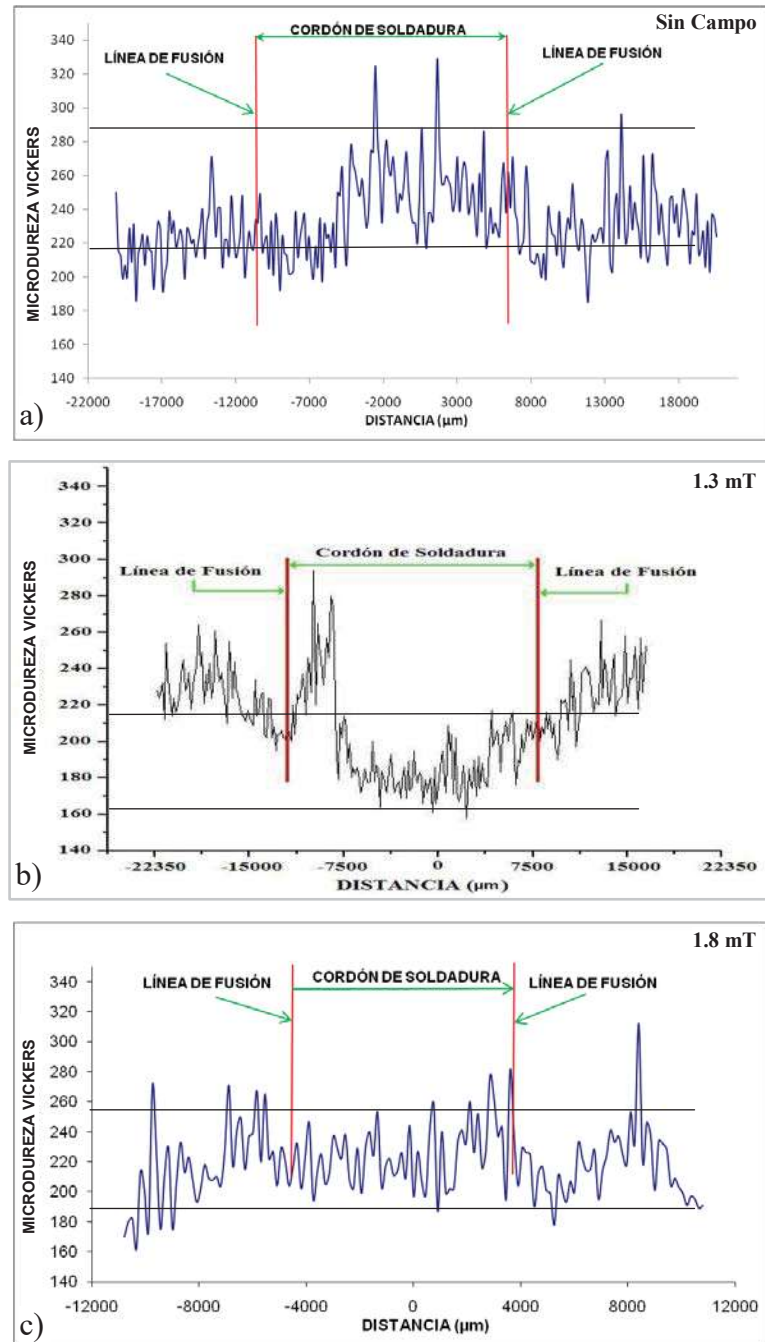 Sin Campo
CORDÓN DE SOLDADURA
LÍNEA DE FUSIÓN
LÍNEA DE FUSIÓN
MICRODUREZA VICKERS
340
320
300
280
260
240
220
200
180
160
140
-22000 -17000 -12000 -7000 -2000 3000 8000 13000 18000
DISTANCIA (µm)
a)
1.3 mT
Cordón de Soldadura
Línea de Fusión
Línea de Fusión
MICRODUREZA VICKERS
340
320
300
280
260
240
220
200
180
160
140
-22350 -15000 -7500 0 7500 15000 22350
DISTANCIA (µm)
b)
1.8 mT
LÍNEA DE FUSIÓN
CORDÓN DE SOLDADURA
LÍNEA DE FUSIÓN
MICRODUREZA VICKERS
340
320
300
280
260
240
220
200
180
160
140
-12000 -8000 -4000 0 4000 8000 12000
DISTANCIA (µm)
c)